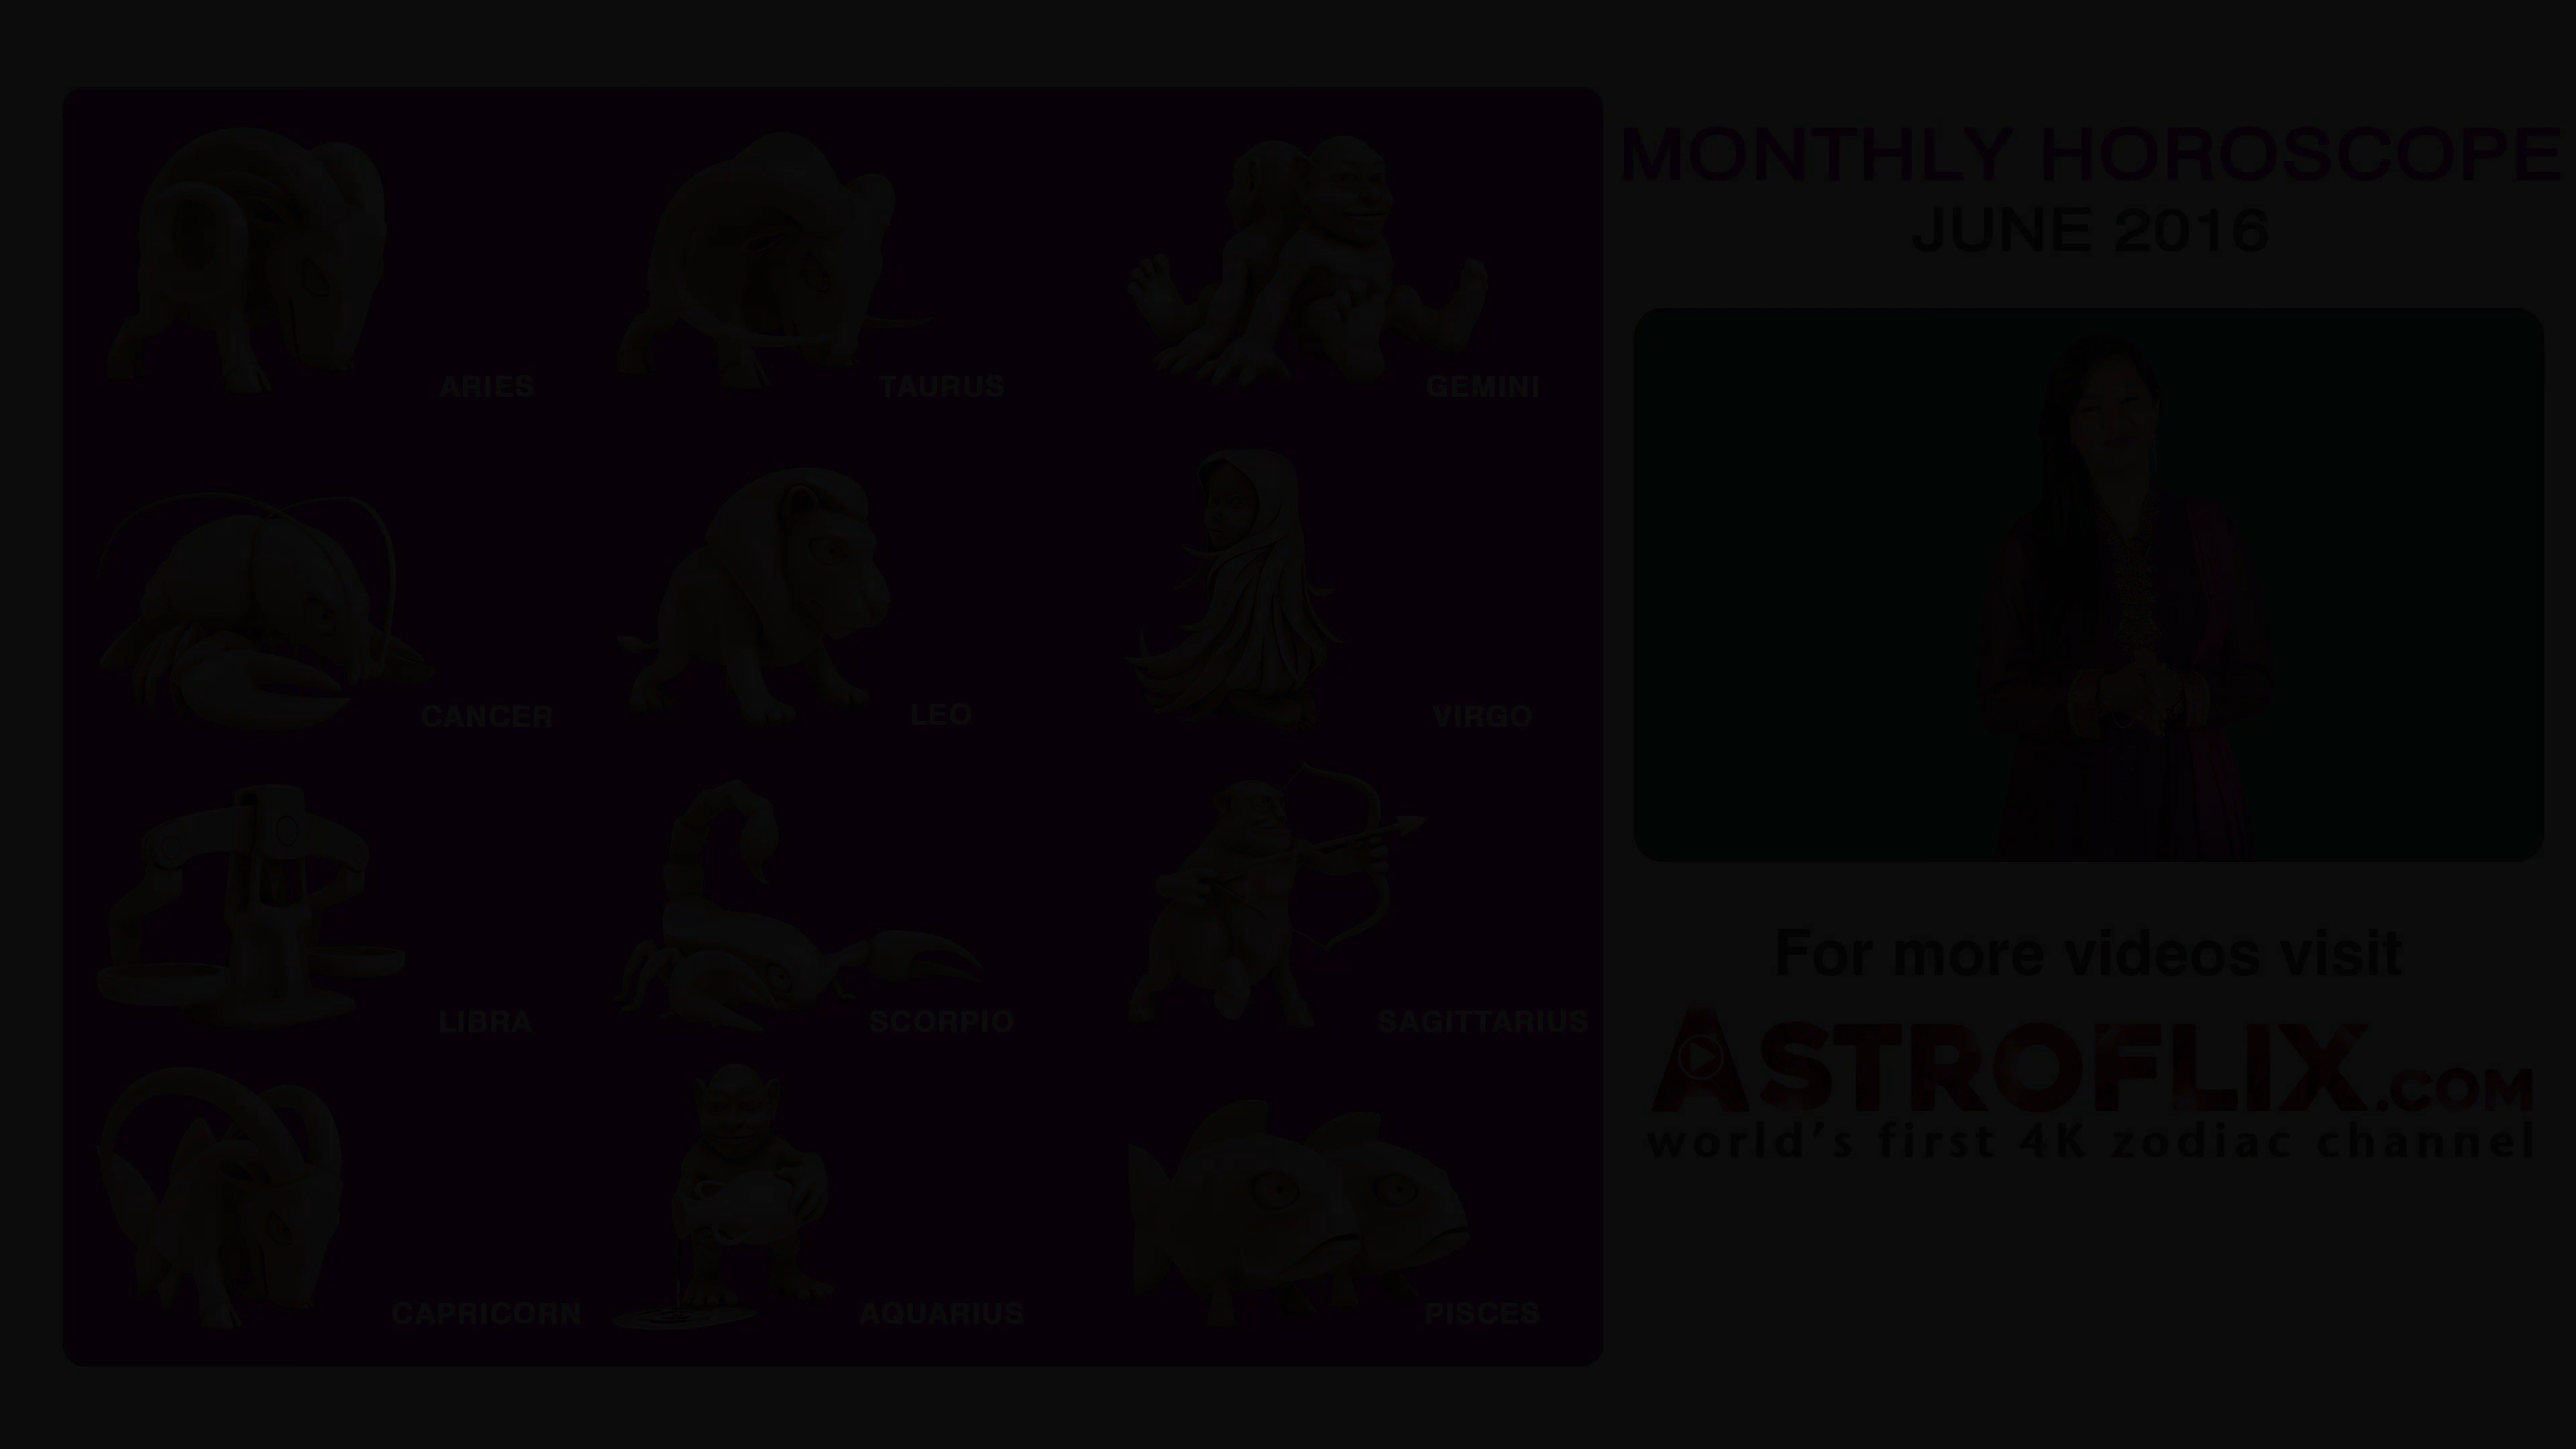 ARIES
TAURUS
GEMINI
CANCER
LEO
VIRGO
LIBRA
SCORPIO
SAGITTARIUS
CAPRICORN
AQUARIUS
PISCES
MONTHLY HOROSCOPE
JUNE 2016
For more videos visit
ASTROFLIX.COM
world's first 4K zodiac channel